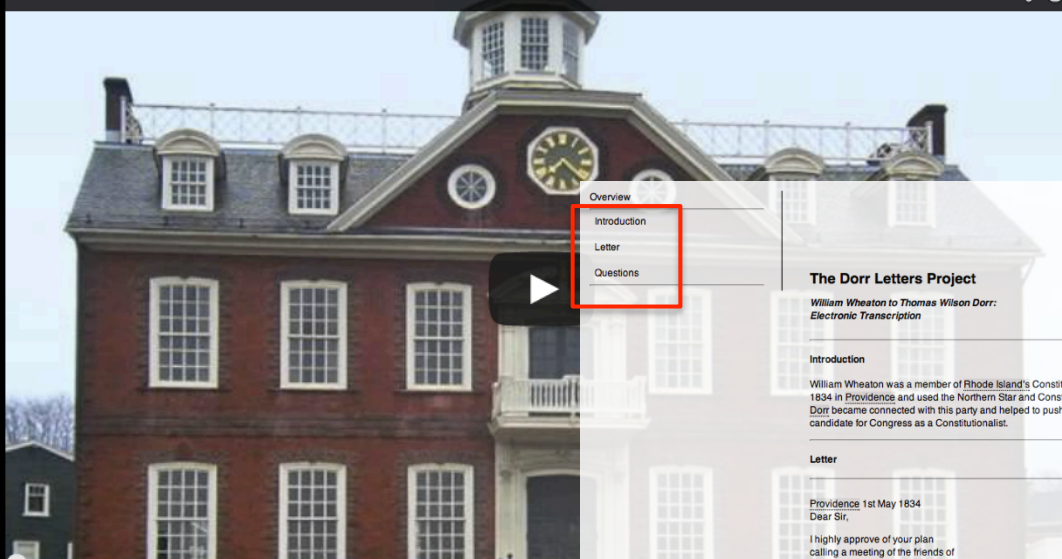 Overview
Introduction
Letter
Questions
The Dorr Letters Project
William Wheaton to Thomas Wilson Dorr:
Electronic Transcription
Introduction
William Wheaton was a member of Rhode Island's
1834 in Providence and used the Northern Star and
Dorr became connected with this party and helped to push
candidate for Congress as a Constitutionalist.
Letter
Providence 1st May 1834
Dear Sir,
I highly approve of your plan
calling a meeting of the friends of